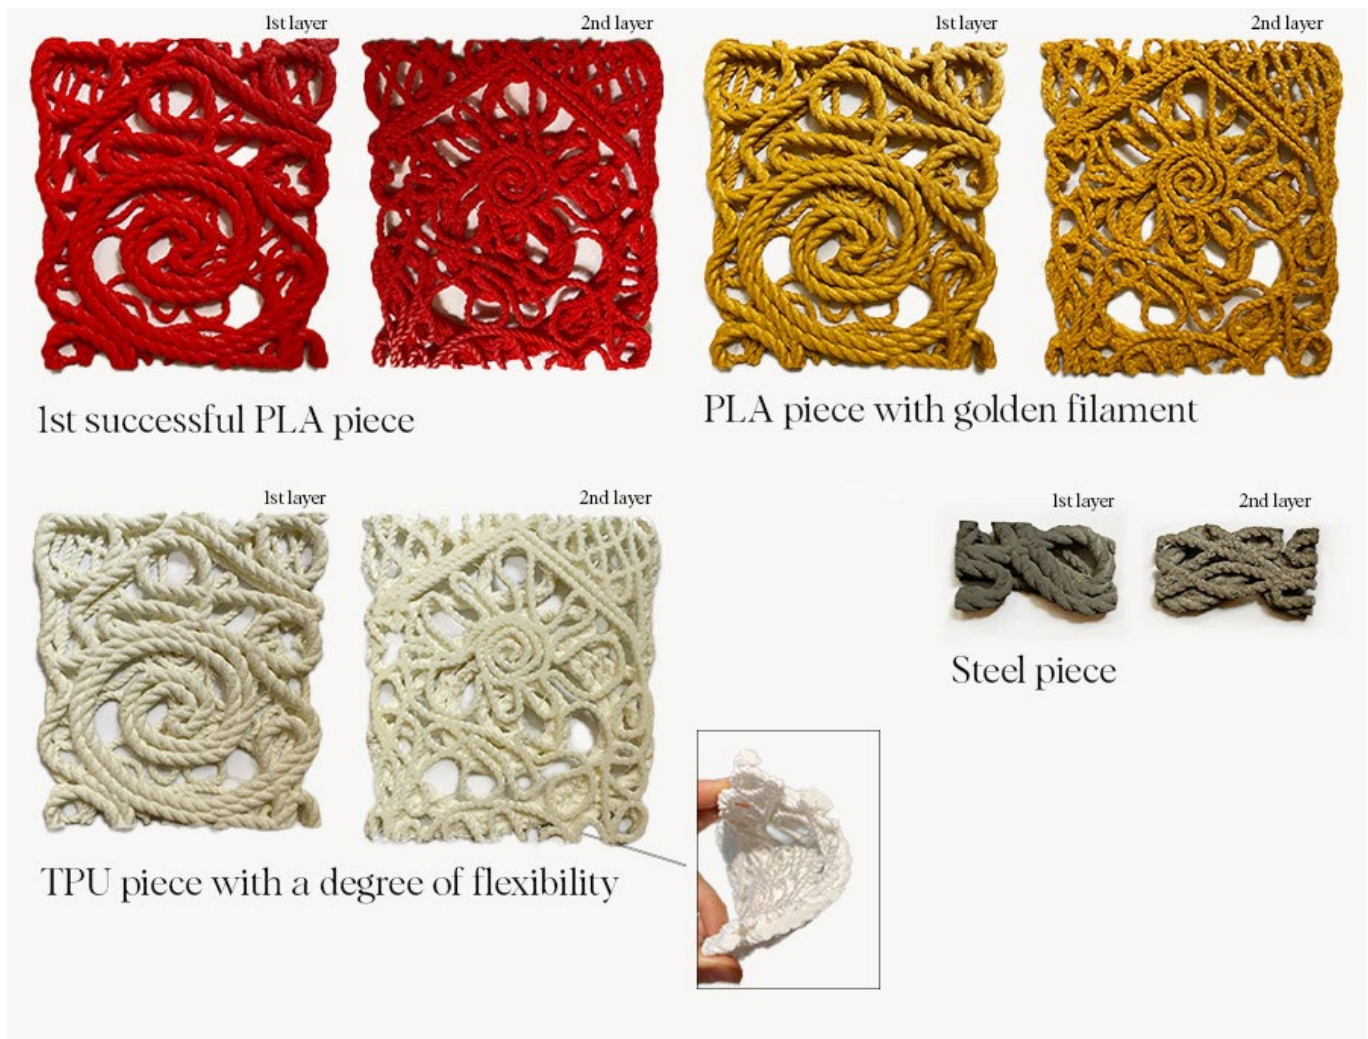 1st layer
2nd layer
1st layer
2nd layer
1st successful PLA piece
PLA piece with golden filament
1st layer
2nd layer
1st layer
2nd layer
Steel piece
TPU piece with a degree of flexibility